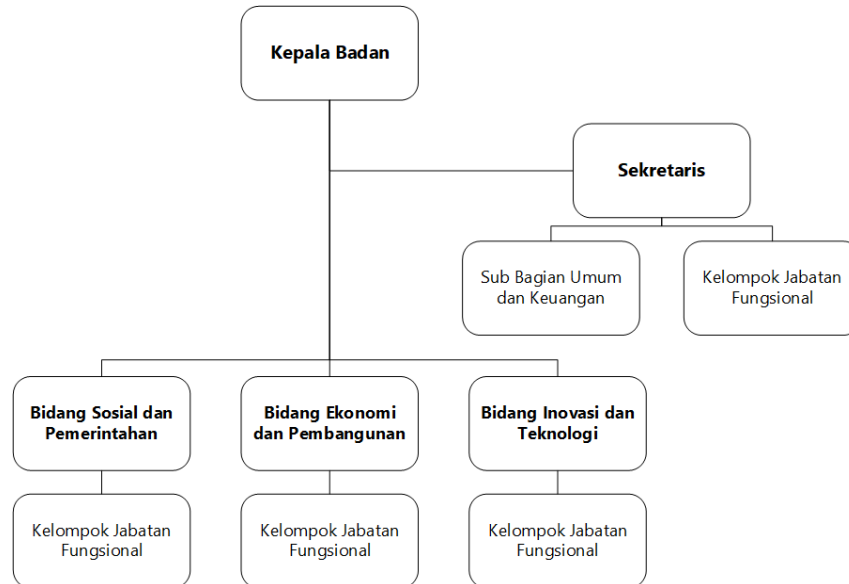 Kepala Badan
Sekretaris
Sub Bagian Umum
dan Keuangan
Kelompok Jabatan
Fungsional
Bidang Sosial dan
Pemerintahan
Bidang Ekonomi
dan Pembangunan
Bidang Inovasi dan
Teknologi
Kelompok Jabatan
Fungsional
Kelompok Jabatan
Fungsional
Kelompok Jabatan
Fungsional